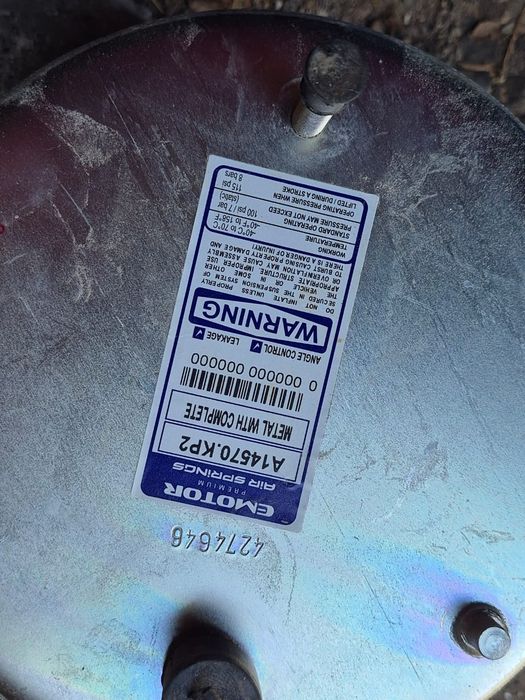 4274646
EMOTOR
PREMIUM
AIR SPRINGS
A14570.KP2
METAL WITH COMPLETE
0 000000 000000
ANGLE CONTROL LEAKAGE
WARNING
DO NOT INFLATE UNLESS PROPERLY
SECURED IN THE SUSPENSION SYSTEM OF
THE VEHICLE OR IN SOME OTHER
APPROPRIATE STRUCTURE. IMPROPER USE
OR OVERINFLATION MAY CAUSE ASSEMBLY
TO BURST CAUSING PROPERTY DAMAGE AND
THERE IS A DANGER OF INJURY!
WORKING TEMPERATURE -40°C to 70°C
-40°F to 158°F
STANDARD OPERATING PRESSURE MAY NOT EXCEED 100 psi / 7 bar
(static)
OPERATING PRESSURE WHEN LIFTED DURING A STROKE 115 psi
8 bars